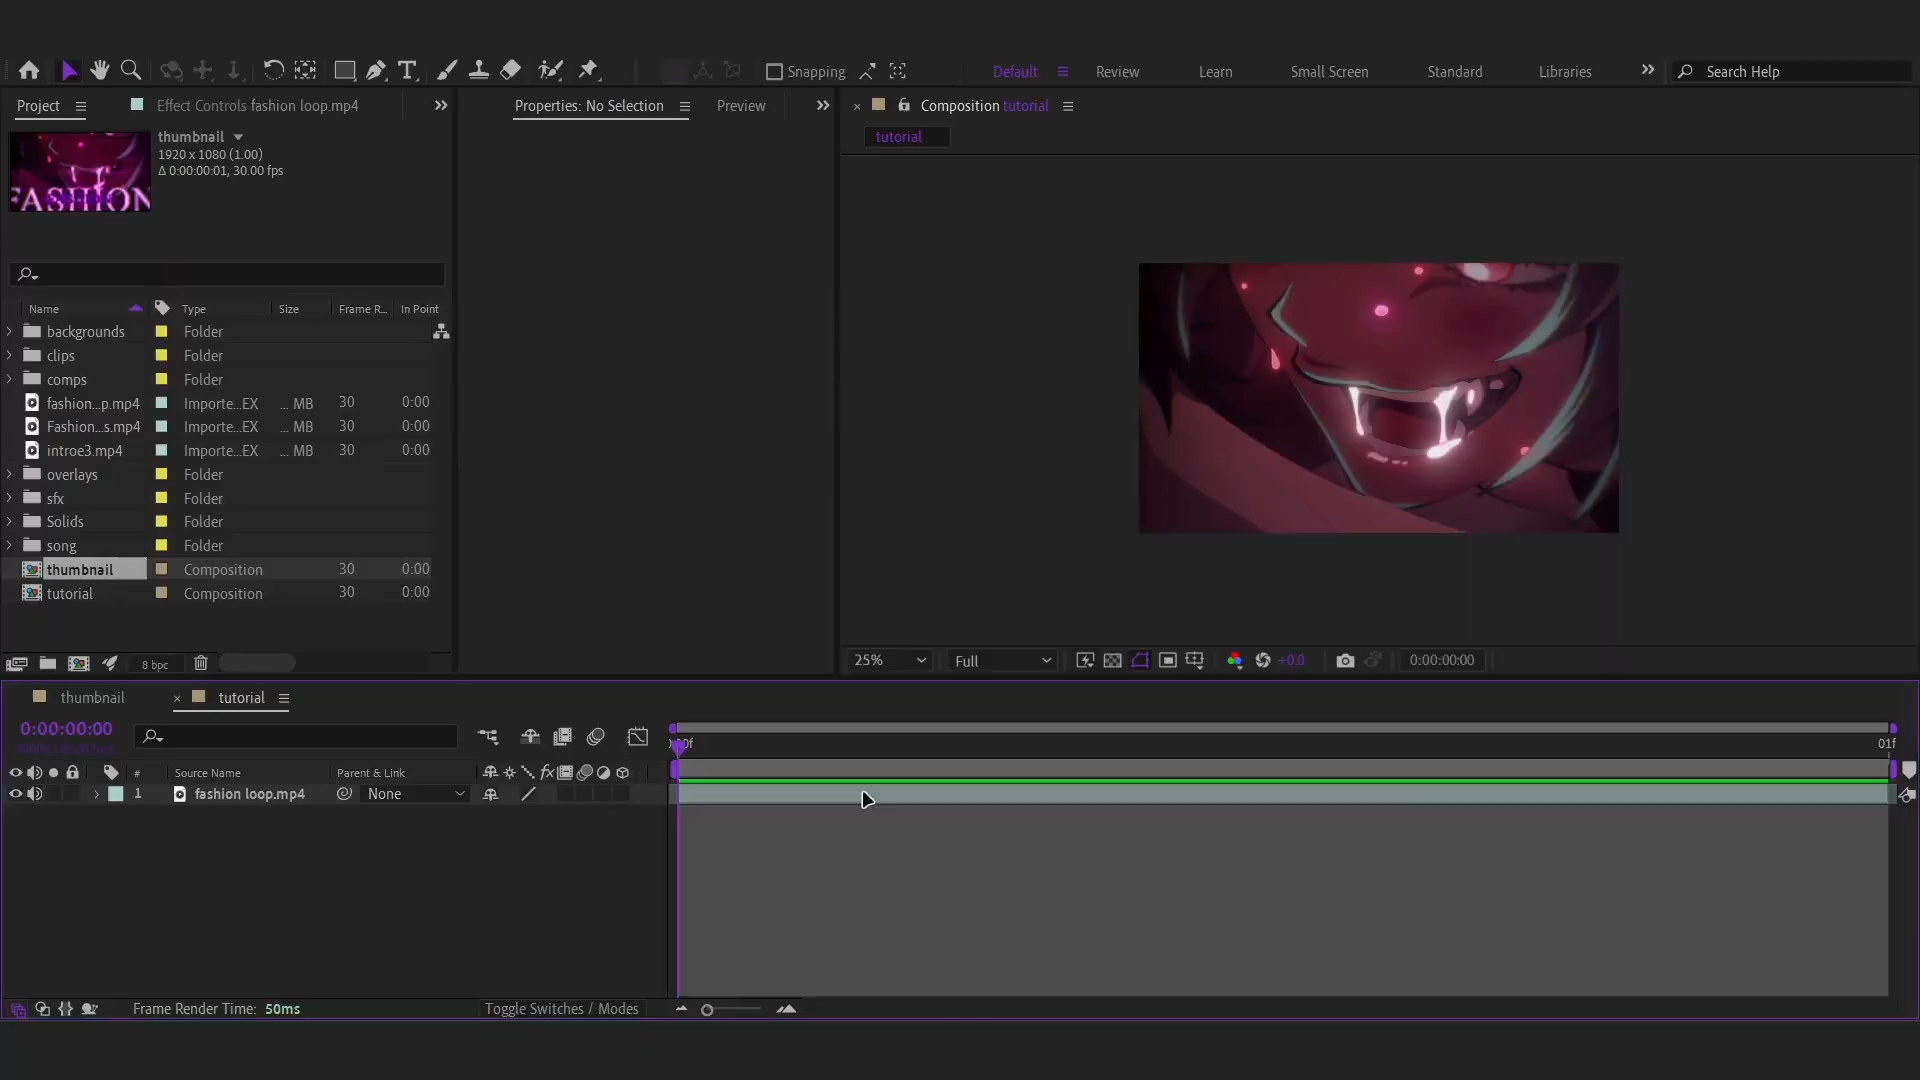 Snapping
Default
Review
Learn
Small Screen
Standard
Libraries
Search Help
Project
Effect Controls fashion loop.mp4
Properties: No Selection
Preview
Composition tutorial
thumbnail
1920 x 1080 (1.00)
Δ 0:00:00:01, 30.00 fps
FASHION
tutorial
Name
Type
Size
Frame R...
In Point
backgrounds Folder
clips Folder
comps Folder
fashion...p.mp4 Importe...EX ... MB 30 0:00
Fashion...s.mp4 Importe...EX ... MB 30 0:00
introe3.mp4 Importe...EX ... MB 30 0:00
overlays Folder
sfx Folder
Solids Folder
song Folder
thumbnail Composition 30 0:00
tutorial Composition 30 0:00
8 bpc
25%
Full
+0.0
0:00:00:00
thumbnail
tutorial
0:00:00:00
01f
# Source Name Parent & Link fx
1 fashion loop.mp4 None
Frame Render Time: 50ms
Toggle Switches / Modes